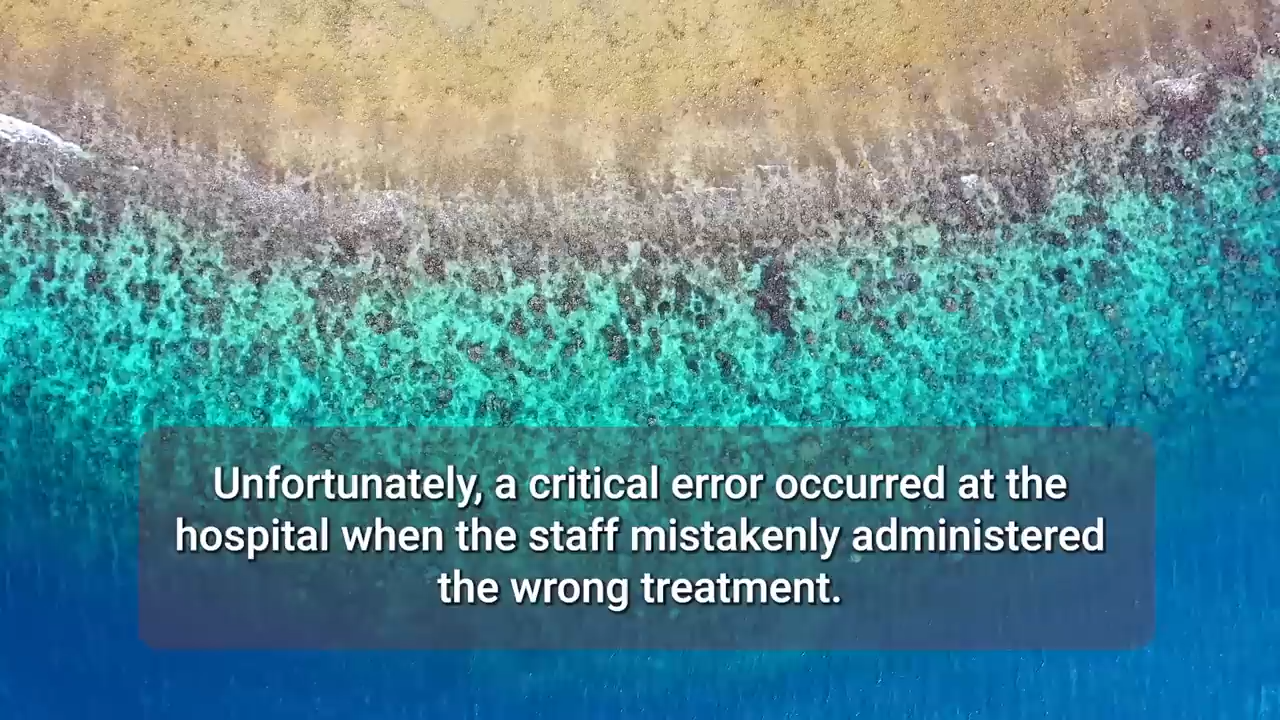 Unfortunately, a critical error occurred at the
hospital when the staff mistakenly administered
the wrong treatment.